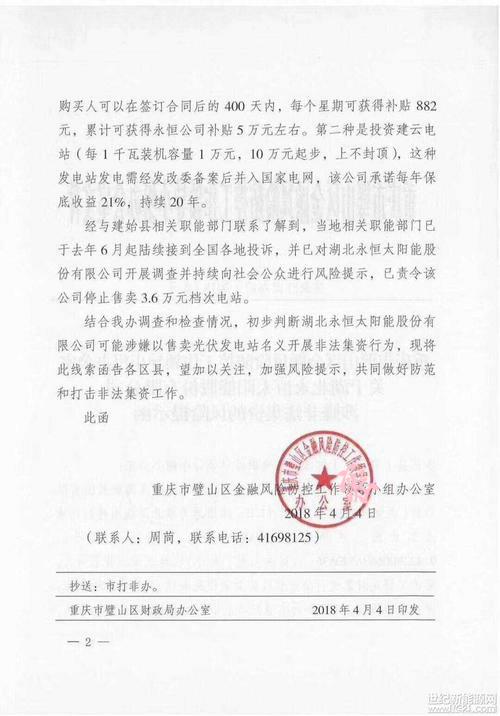 购买人可以在签订合同后的 400 天内，每个星期可获得补贴 882
元，累计可获得永恒公司补贴 5 万元左右。第二种是投资建云电
站（每 1 千瓦装机容量 1 万元，10 万元起步，上不封顶），这种
发电站发电需经发改委备案后并入国家电网，该公司承诺每年保
底收益 21%，持续 20 年。
经与建始县相关职能部门联系了解到，当地相关职能部门已
于去年 6 月起陆续接到全国各地投诉，并已对湖北永恒太阳能股
份有限公司开展调查并持续向社会公众进行风险提示，已责令该
公司停止售卖 3.6 万元档次电站。
结合我办调查和检查情况，初步判断湖北永恒太阳能股份有
限公司可能涉嫌以售卖光伏发电站名义开展非法集资行为，现将
此线索函告各区县，望加以关注，加强风险提示，共同做好防范
和打击非法集资工作。
此函
重庆市璧山区金融风险防控工作领导小组办公室
2018 年 4 月 4 日
（联系人：周荫，联系电话：41698125）
抄送：市打非办。
重庆市璧山区财政局办公室 2018 年 4 月 4 日印发
— 2 —
世纪新能源网
www.ne21.com